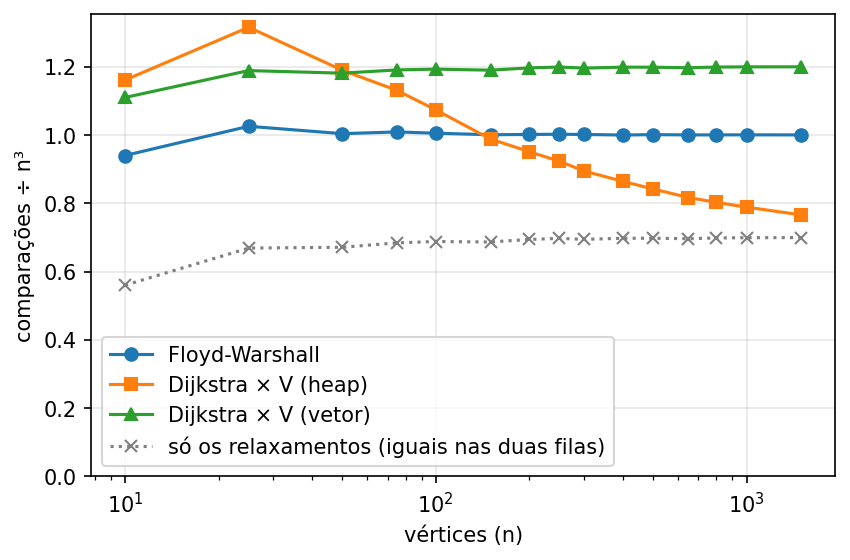 comparações ÷ n³
1.2
1.0
0.8
0.6
0.4
0.2
0.0
Floyd-Warshall
Dijkstra × V (heap)
Dijkstra × V (vetor)
só os relaxamentos (iguais nas duas filas)
10¹
10²
10³
vértices (n)